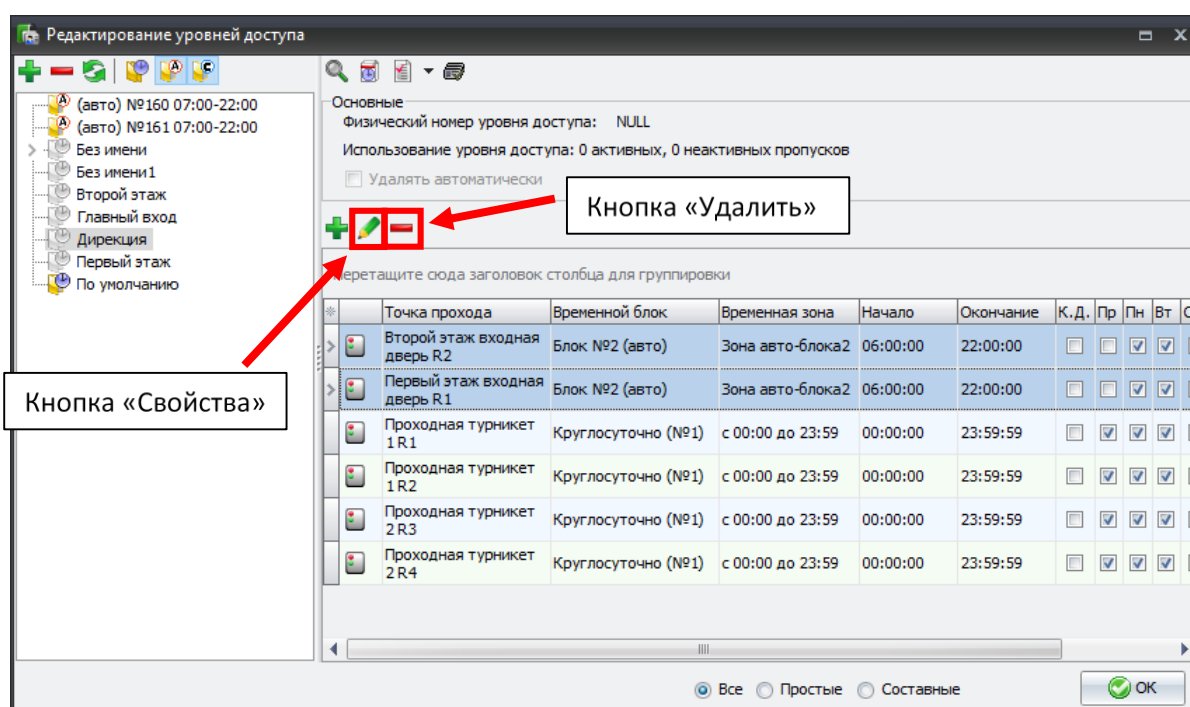 Редактирование уровней доступа
(авто) №160 07:00-22:00
(авто) №161 07:00-22:00
Без имени
Без имени1
Второй этаж
Главный вход
Дирекция
Первый этаж
По умолчанию
Основные
Физический номер уровня доступа: NULL
Использование уровня доступа: 0 активных, 0 неактивных пропусков
Удалять автоматически
Кнопка «Удалить»
Кнопка «Свойства»
еретащите сюда заголовок столбца для группировки
Точка прохода Временной блок Временная зона Начало Окончание К.Д. Пр Пн Вт С
Второй этаж входная
дверь R2 Блок №2 (авто) Зона авто-блока2 06:00:00 22:00:00
Первый этаж входная
дверь R1 Блок №2 (авто) Зона авто-блока2 06:00:00 22:00:00
Проходная турникет
1 R1 Круглосуточно (№1) с 00:00 до 23:59 00:00:00 23:59:59
Проходная турникет
1 R2 Круглосуточно (№1) с 00:00 до 23:59 00:00:00 23:59:59
Проходная турникет
2 R3 Круглосуточно (№1) с 00:00 до 23:59 00:00:00 23:59:59
Проходная турникет
2 R4 Круглосуточно (№1) с 00:00 до 23:59 00:00:00 23:59:59
Все Простые Составные
ОК